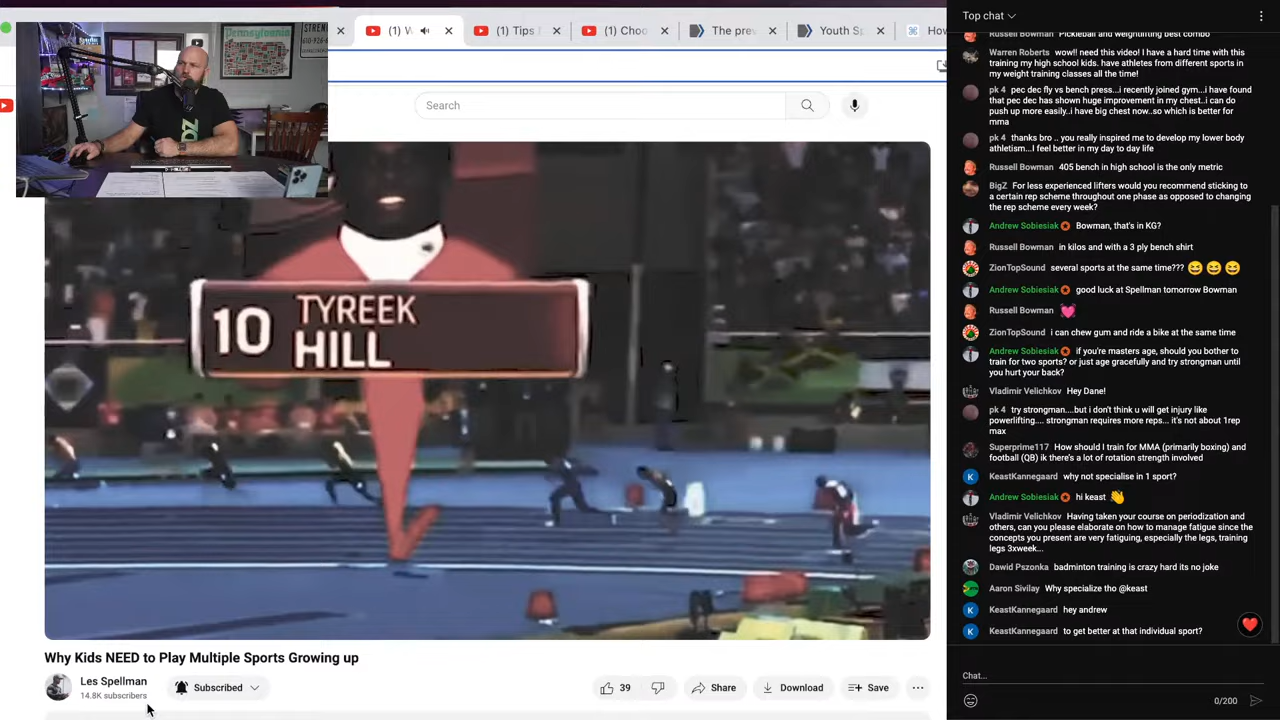 Pennsylvania
(1) W
(1) Tips
(1) Choo
The prev
Youth Sp
How
Search
10 TYREEK
HILL
Why Kids NEED to Play Multiple Sports Growing up
Les Spellman
14.8K subscribers
Subscribed
39
Share
Download
Save
Top chat
Russell Bowman Pickleball and weightlifting best combo
Warren Roberts wow!! need this video! I have a hard time with this
training my high school kids. have athletes from different sports in
my weight training classes all the time!
pk 4 pec dec fly vs bench press...i recently joined gym...i have found
that pec dec has shown huge improvement in my chest..i can do
push up more easily..i have big chest now..so which is better for
mma
pk 4 thanks bro .. you really inspired me to develop my lower body
athletism...I feel better in my day to day life
Russell Bowman 405 bench in high school is the only metric
BigZ For less experienced lifters would you recommend sticking to
a certain rep scheme throughout one phase as opposed to changing
the rep scheme every week?
Andrew Sobiesiak Bowman, that's in KG?
Russell Bowman in kilos and with a 3 ply bench shirt
ZionTopSound several sports at the same time??? 😆 😆 😆
Andrew Sobiesiak good luck at Spellman tomorrow Bowman
Russell Bowman 💓
ZionTopSound i can chew gum and ride a bike at the same time
Andrew Sobiesiak if you're masters age, should you bother to
train for two sports? or just age gracefully and try strongman until
you hurt your back?
Vladimir Velichkov Hey Dane!
pk 4 try strongman....but i don't think u will get injury like
powerlifting.... strongman requires more reps... it's not about 1rep
max
Superprime117 How should I train for MMA (primarily boxing) and
football (QB) ik there's a lot of rotation strength involved
KeastKannegaard why not specialise in 1 sport?
Andrew Sobiesiak hi keast 👋
Vladimir Velichkov Having taken your course on periodization and
others, can you please elaborate on how to manage fatigue since the
concepts you present are very fatiguing, especially the legs, training
legs 3xweek...
Dawid Pszonka badminton training is crazy hard its no joke
Aaron Sivilay Why specialize tho @keast
KeastKannegaard hey andrew
KeastKannegaard to get better at that individual sport?
Chat...
0/200